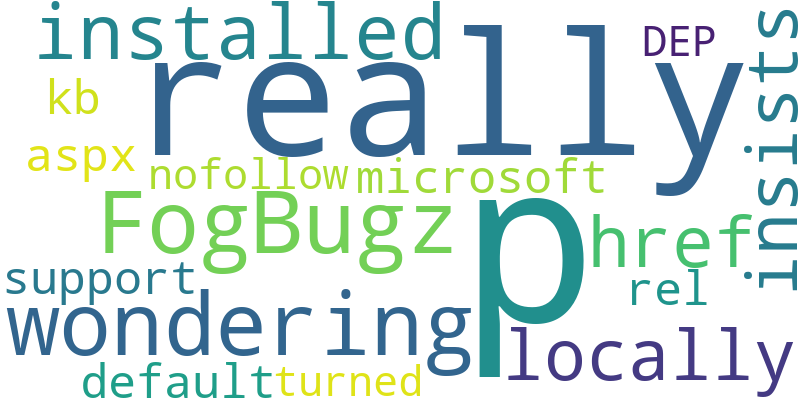 installed
really
DEP
insists
kb
aspx
nofollow
microsoft
FogBugz
p
href
support
rel
wondering
locally
default
turned